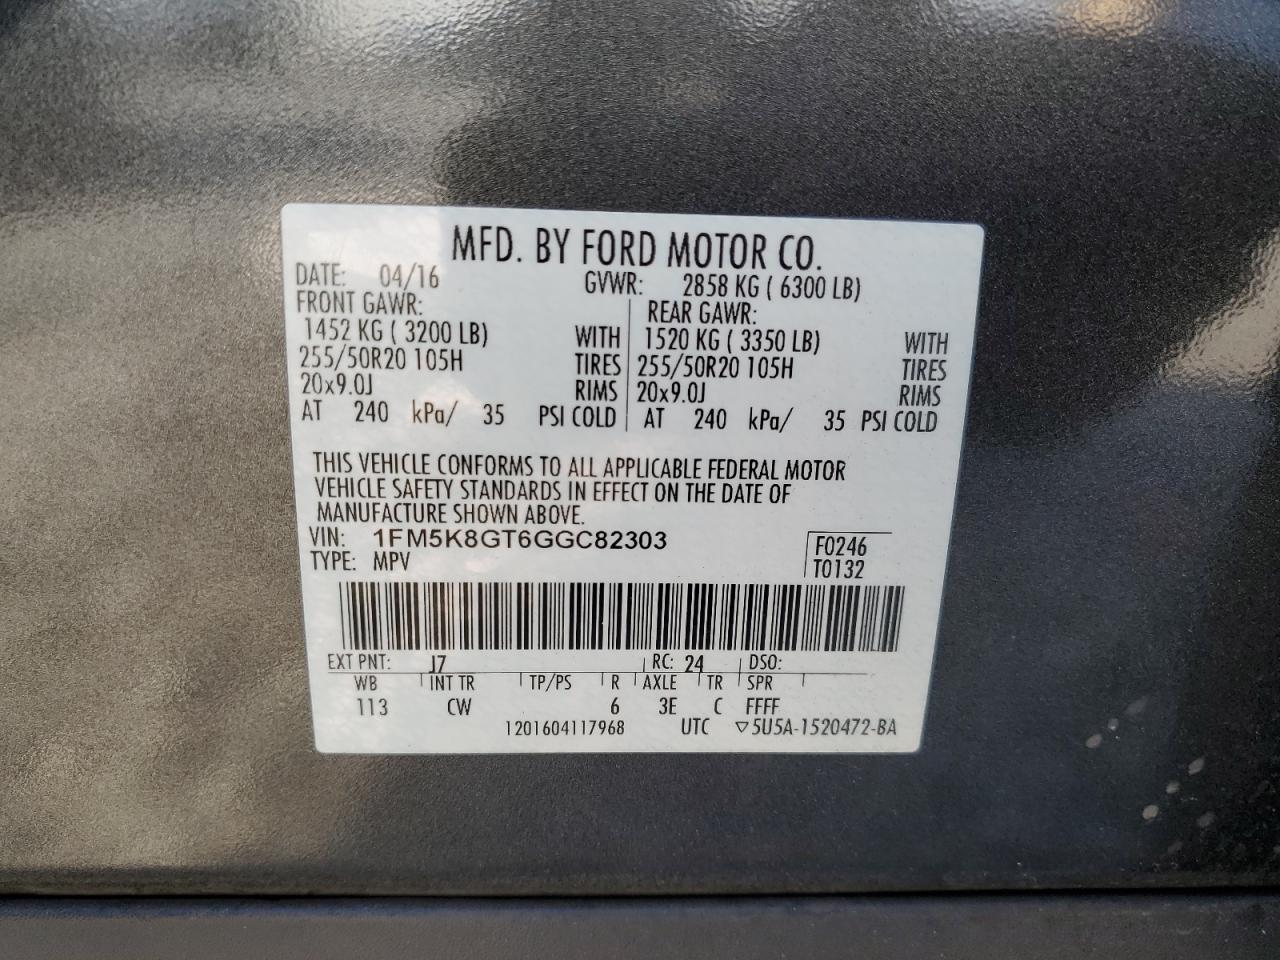 MFD. BY FORD MOTOR CO.
DATE: 04/16 GVWR: 2858 KG ( 6300 LB)
FRONT GAWR: REAR GAWR:
1452 KG ( 3200 LB) WITH 1520 KG ( 3350 LB) WITH
255/50R20 105H TIRES 255/50R20 105H TIRES
20x9.0J RIMS 20x9.0J RIMS
AT 240 kPa/ 35 PSI COLD AT 240 kPa/ 35 PSI COLD
THIS VEHICLE CONFORMS TO ALL APPLICABLE FEDERAL MOTOR
VEHICLE SAFETY STANDARDS IN EFFECT ON THE DATE OF
MANUFACTURE SHOWN ABOVE.
VIN: 1FM5K8GT6GGC82303 F0246
TYPE: MPV T0132
EXT PNT: J7 RC: 24 DSO:
WB INT TR TP/PS R AXLE TR SPR
113 CW 6 3E C FFFF
1201604117968 UTC ▽5U5A-1520472-BA